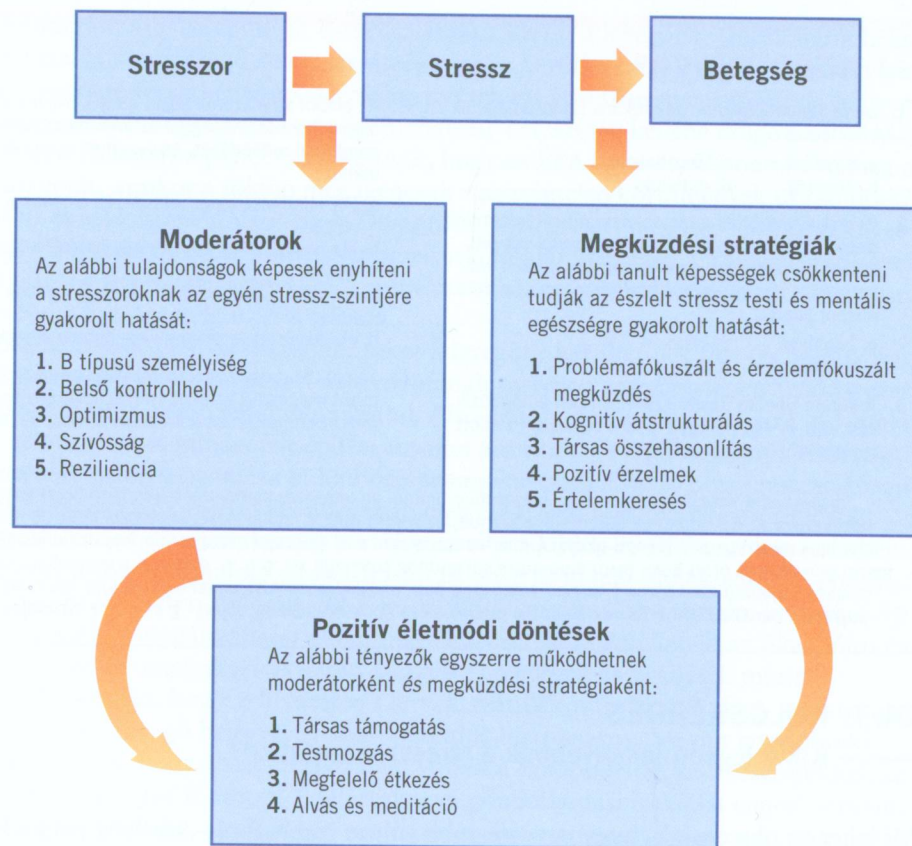 Stresszor
Stressz
Betegség
Moderátorok
Az alábbi tulajdonságok képesek enyhíteni
a stresszoroknak az egyén stressz-szintjére
gyakorolt hatását:
1. B típusú személyiség
2. Belső kontrollhely
3. Optimizmus
4. Szívósság
5. Reziliencia
Megküzdési stratégiák
Az alábbi tanult képességek csökkenteni
tudják az észlelt stressz testi és mentális
egészségre gyakorolt hatását:
1. Problémafókuszált és érzelemfókuszált
megküzdés
2. Kognitív átstrukturálás
3. Társas összehasonlítás
4. Pozitív érzelmek
5. Értelemkeresés
Pozitív életmódi döntések
Az alábbi tényezők egyszerre működhetnek
moderátorként és megküzdési stratégiaként:
1. Társas támogatás
2. Testmozgás
3. Megfelelő étkezés
4. Alvás és meditáció